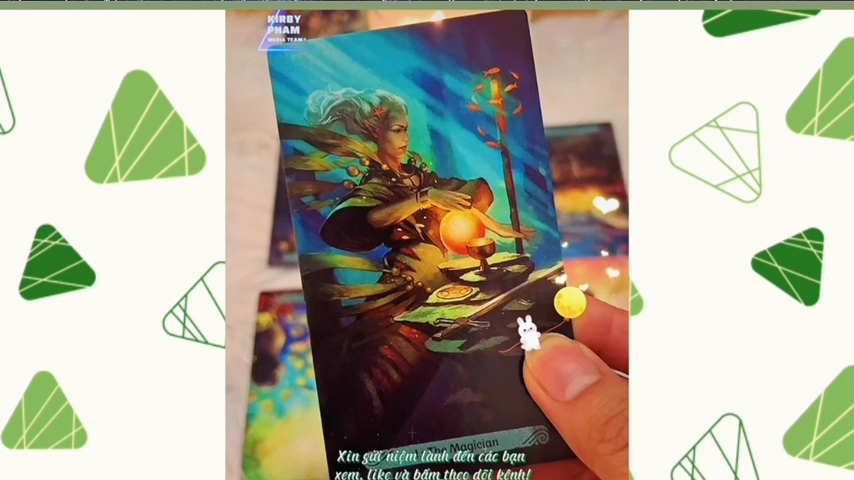 KIRBY
PHAM
MEDIA TEAM
The Magician
Xin gửi niệm lành đến các bạn
xem, like và bấm theo dõi kênh!